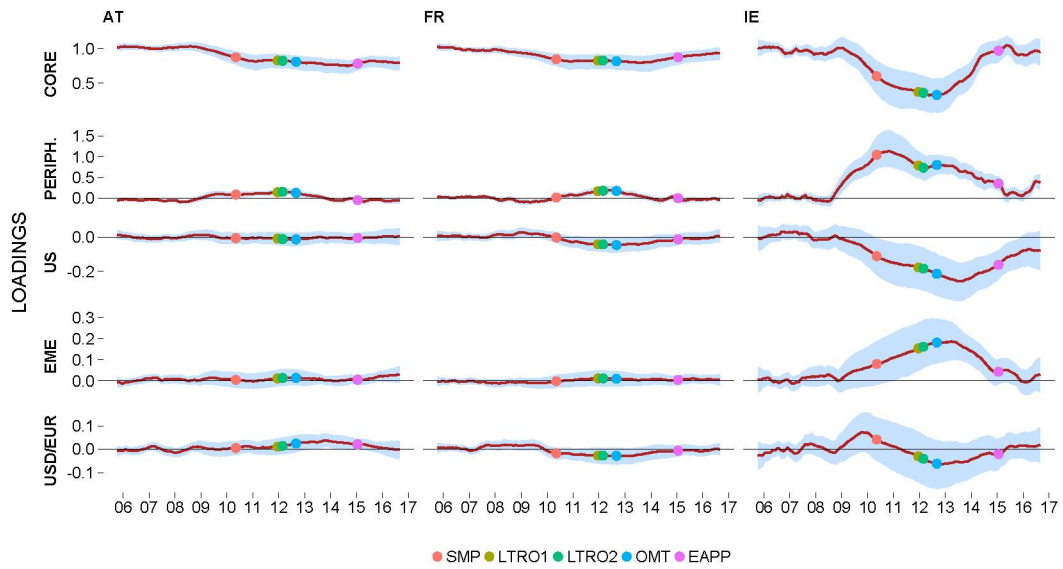 AT FR IE
CORE
1.0
0.5
PERIPH.
1.5
1.0
0.5
0.0
US
0.0
-0.2
EME
0.3
0.2
0.1
0.0
USD/EUR
0.1
0.0
-0.1
LOADINGS
06 07 08 09 10 11 12 13 14 15 16 17 06 07 08 09 10 11 12 13 14 15 16 17 06 07 08 09 10 11 12 13 14 15 16 17
SMP LTRO1 LTRO2 OMT EAPP